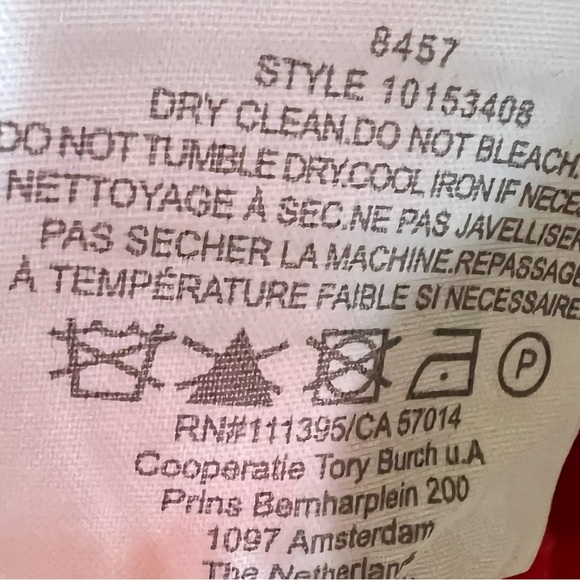 8457
STYLE 10153408
DRY CLEAN.DO NOT BLEACH.
DO NOT TUMBLE DRY.COOL IRON IF NECE
NETTOYAGE À SEC.NE PAS JAVELLISER
PAS SECHER LA MACHINE.REPASSAGE
À TEMPÉRATURE FAIBLE SI NECESSAIRE
P
RN#111395/CA 57014
Cooperatie Tory Burch u.A
Prins Bernharplein 200
1097 Amsterdam
The Netherland